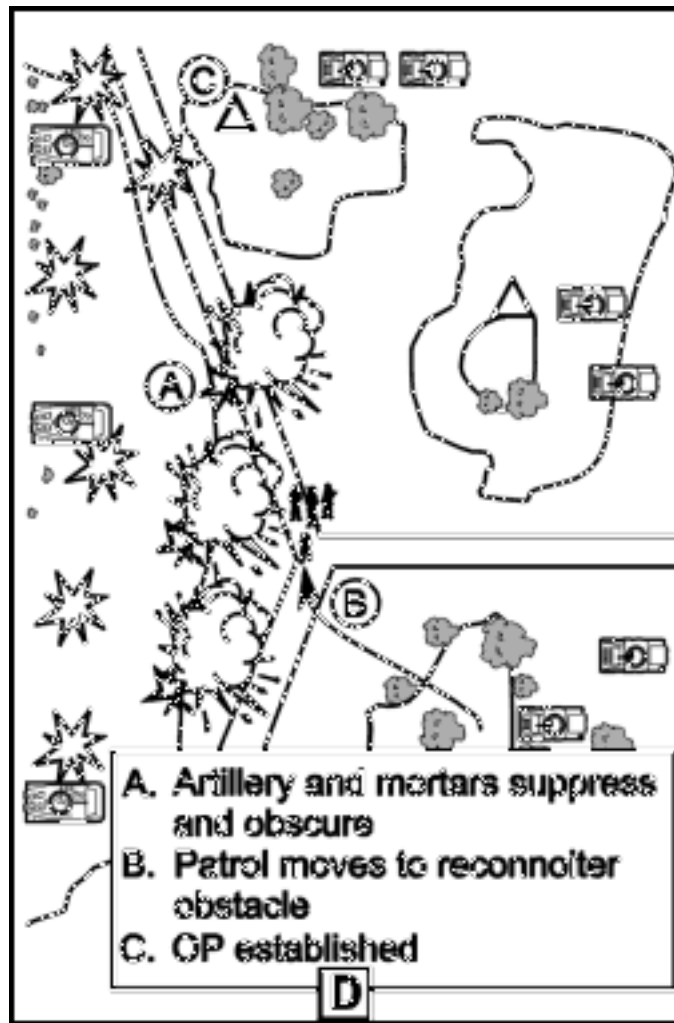 C
A
B
A. Artillery and mortars suppress
and obscure
B. Patrol moves to reconnoiter
obstacle
C. OP established
D